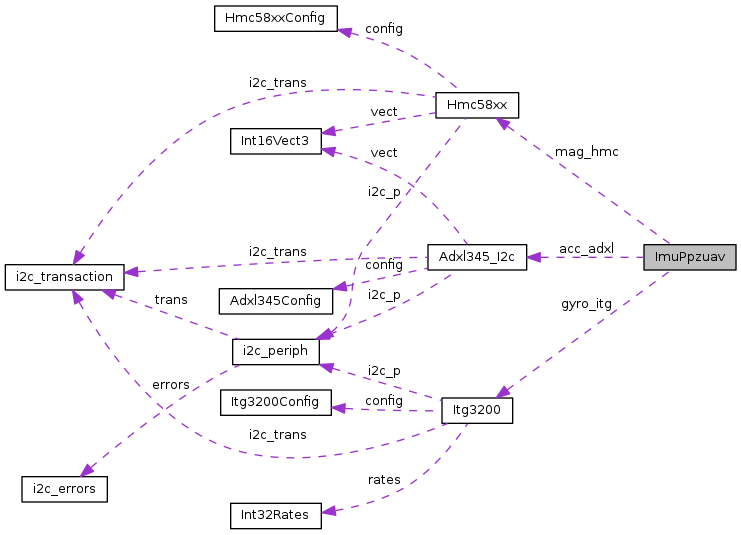 Hmc58xxConfig
config
i2c_trans
Hmc58xx
vect
Int16Vect3
mag_hmc
vect
i2c_p
acc_adxl
i2c_trans
Adxl345_I2c
ImuPpzuav
config
i2c_transaction
i2c_p
Adxl345Config
trans
gyro_itg
i2c_periph
i2c_p
errors
config
Itg3200Config
Itg3200
i2c_trans
rates
i2c_errors
Int32Rates